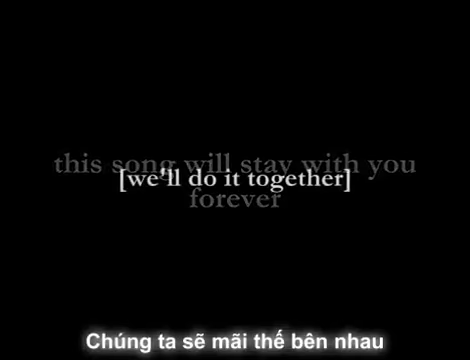 this song will stay with you
[we'll do it together]
forever
Chúng ta sẽ mãi thế bên nhau